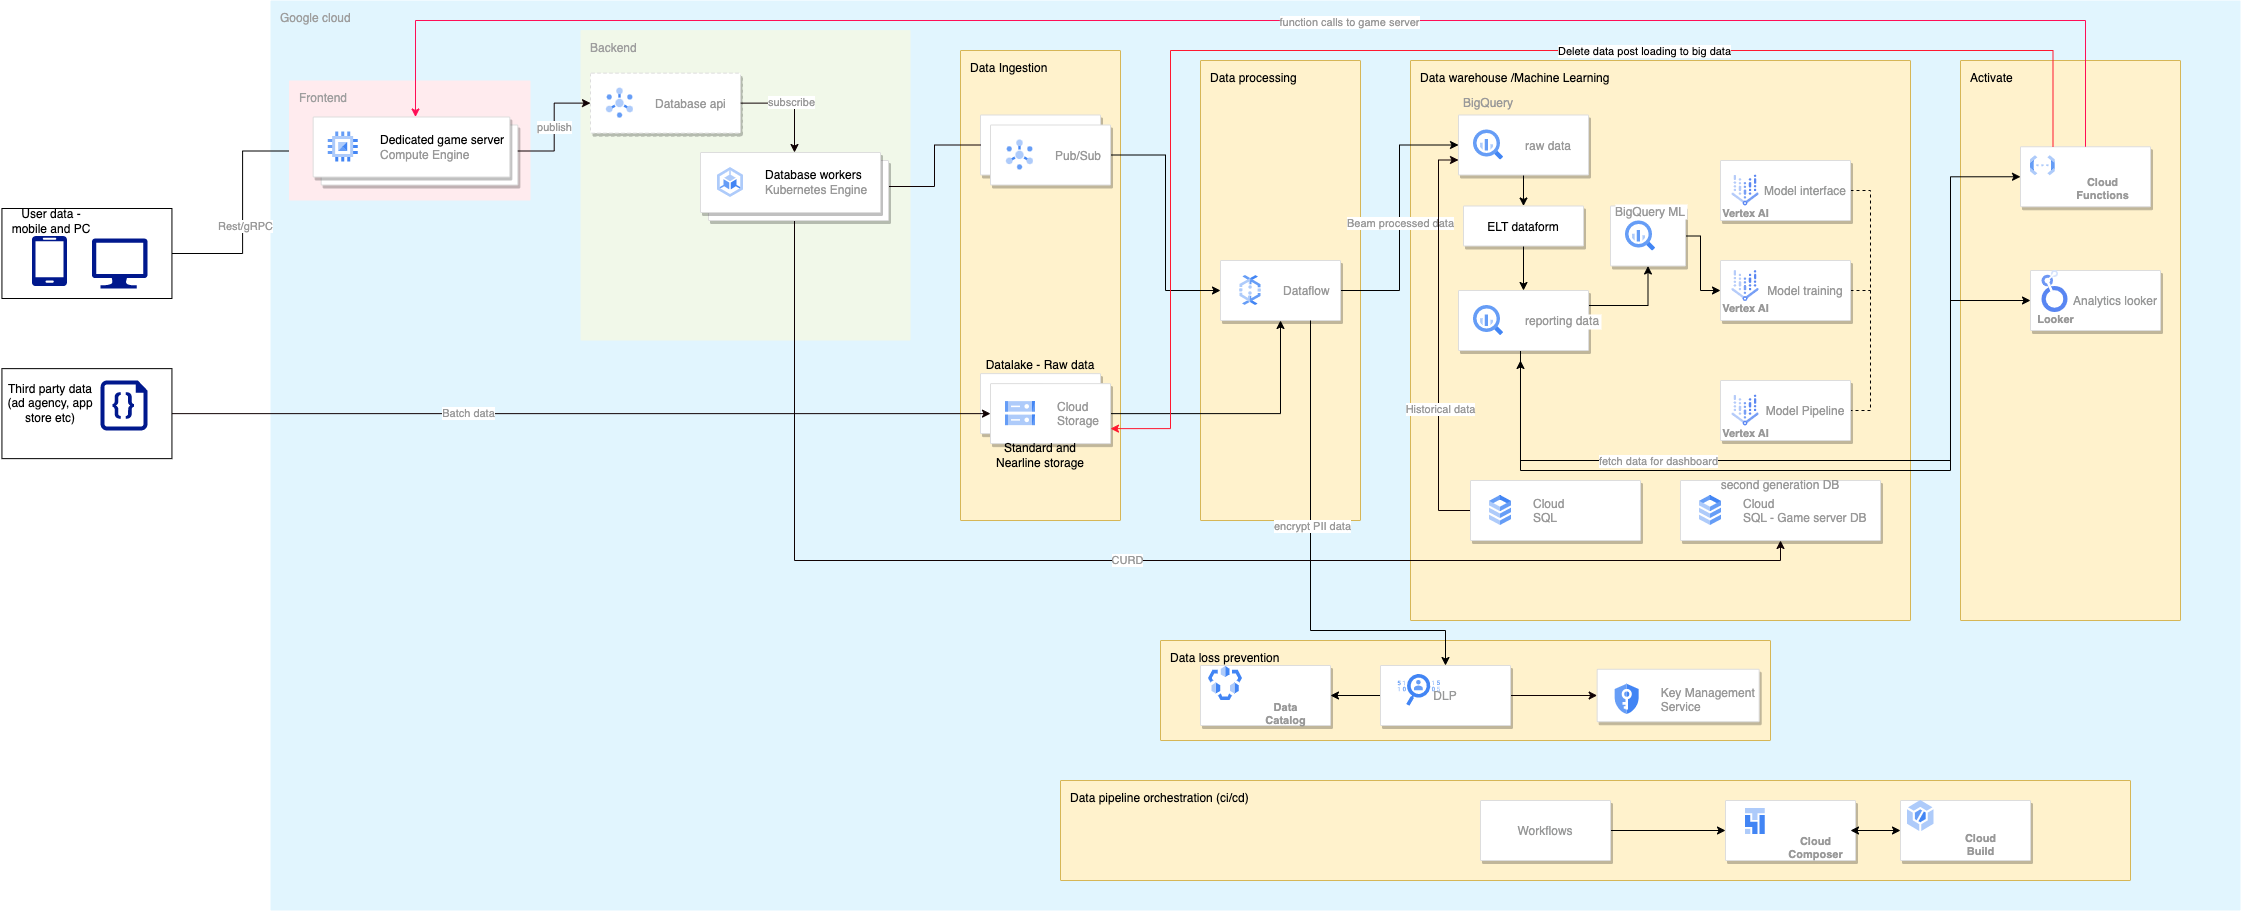 Google cloud
function calls to game server
Backend
Delete data post loading to big data
Data Ingestion
Data processing
Data warehouse /Machine Learning
Activate
Frontend
Database api
subscribe
BigQuery
publish
Dedicated game server
Compute Engine
Pub/Sub
raw data
Database workers
Kubernetes Engine
Model interface
Vertex AI
Cloud
Functions
User data -
mobile and PC
Rest/gRPC
Beam processed data
ELT dataform
BigQuery ML
Dataflow
Model training
Vertex AI
Analytics looker
Looker
reporting data
Datalake - Raw data
Third party data
(ad agency, app
store etc)
Batch data
Cloud
Storage
Standard and
Nearline storage
Historical data
Model Pipeline
Vertex AI
fetch data for dashboard
second generation DB
Cloud
SQL
Cloud
SQL - Game server DB
encrypt PII data
CURD
Data loss prevention
Data
Catalog
DLP
Key Management
Service
Data pipeline orchestration (ci/cd)
Workflows
Cloud
Composer
Cloud
Build